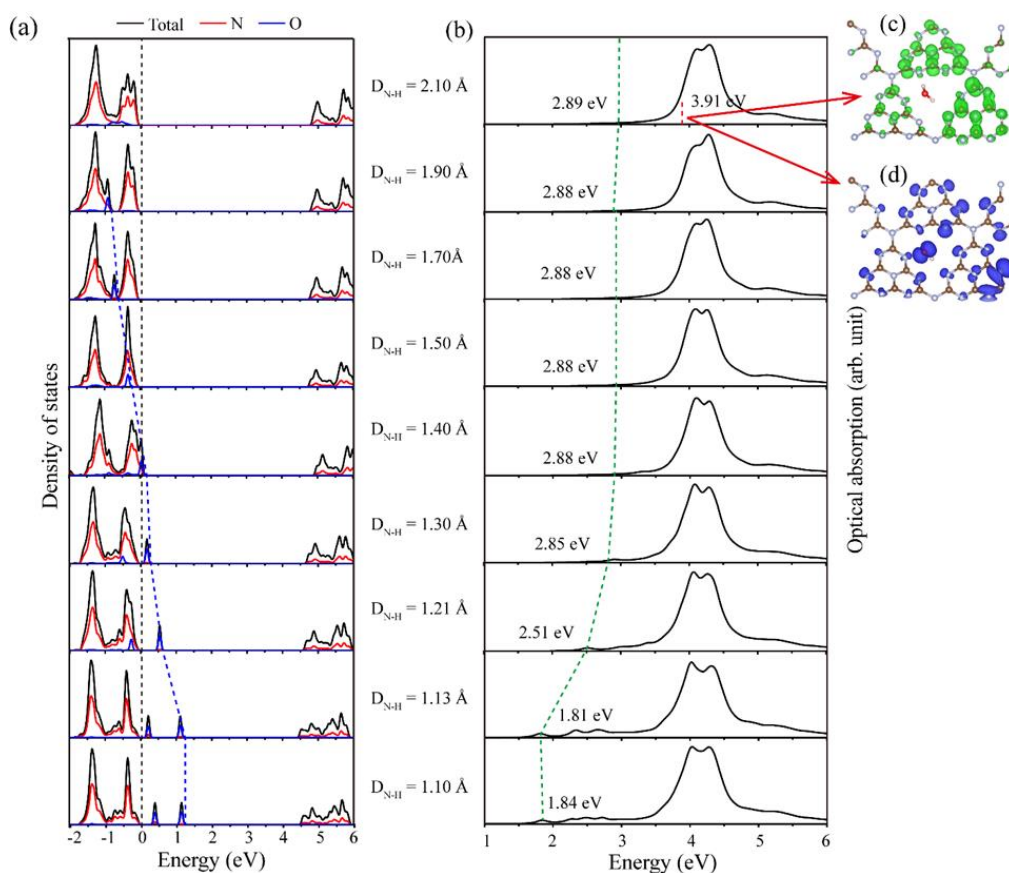 (a)
Total N O
Density of states
-2 -1 0 1 2 3 4 5 6
Energy (eV)
D_N-H = 2.10 Å
D_N-H = 1.90 Å
D_N-H = 1.70Å
D_N-H = 1.50 Å
D_N-H = 1.40 Å
D_N-H = 1.30 Å
D_N-H = 1.21 Å
D_N-H = 1.13 Å
D_N-H = 1.10 Å
(b)
2.89 eV 3.91eV
2.88 eV
2.88 eV
2.88 eV
2.88 eV
2.85 eV
2.51 eV
1.81 eV
1.84 eV
1 2 3 4 5 6
Energy (eV)
Optical absorption (arb. unit)
(c)
(d)